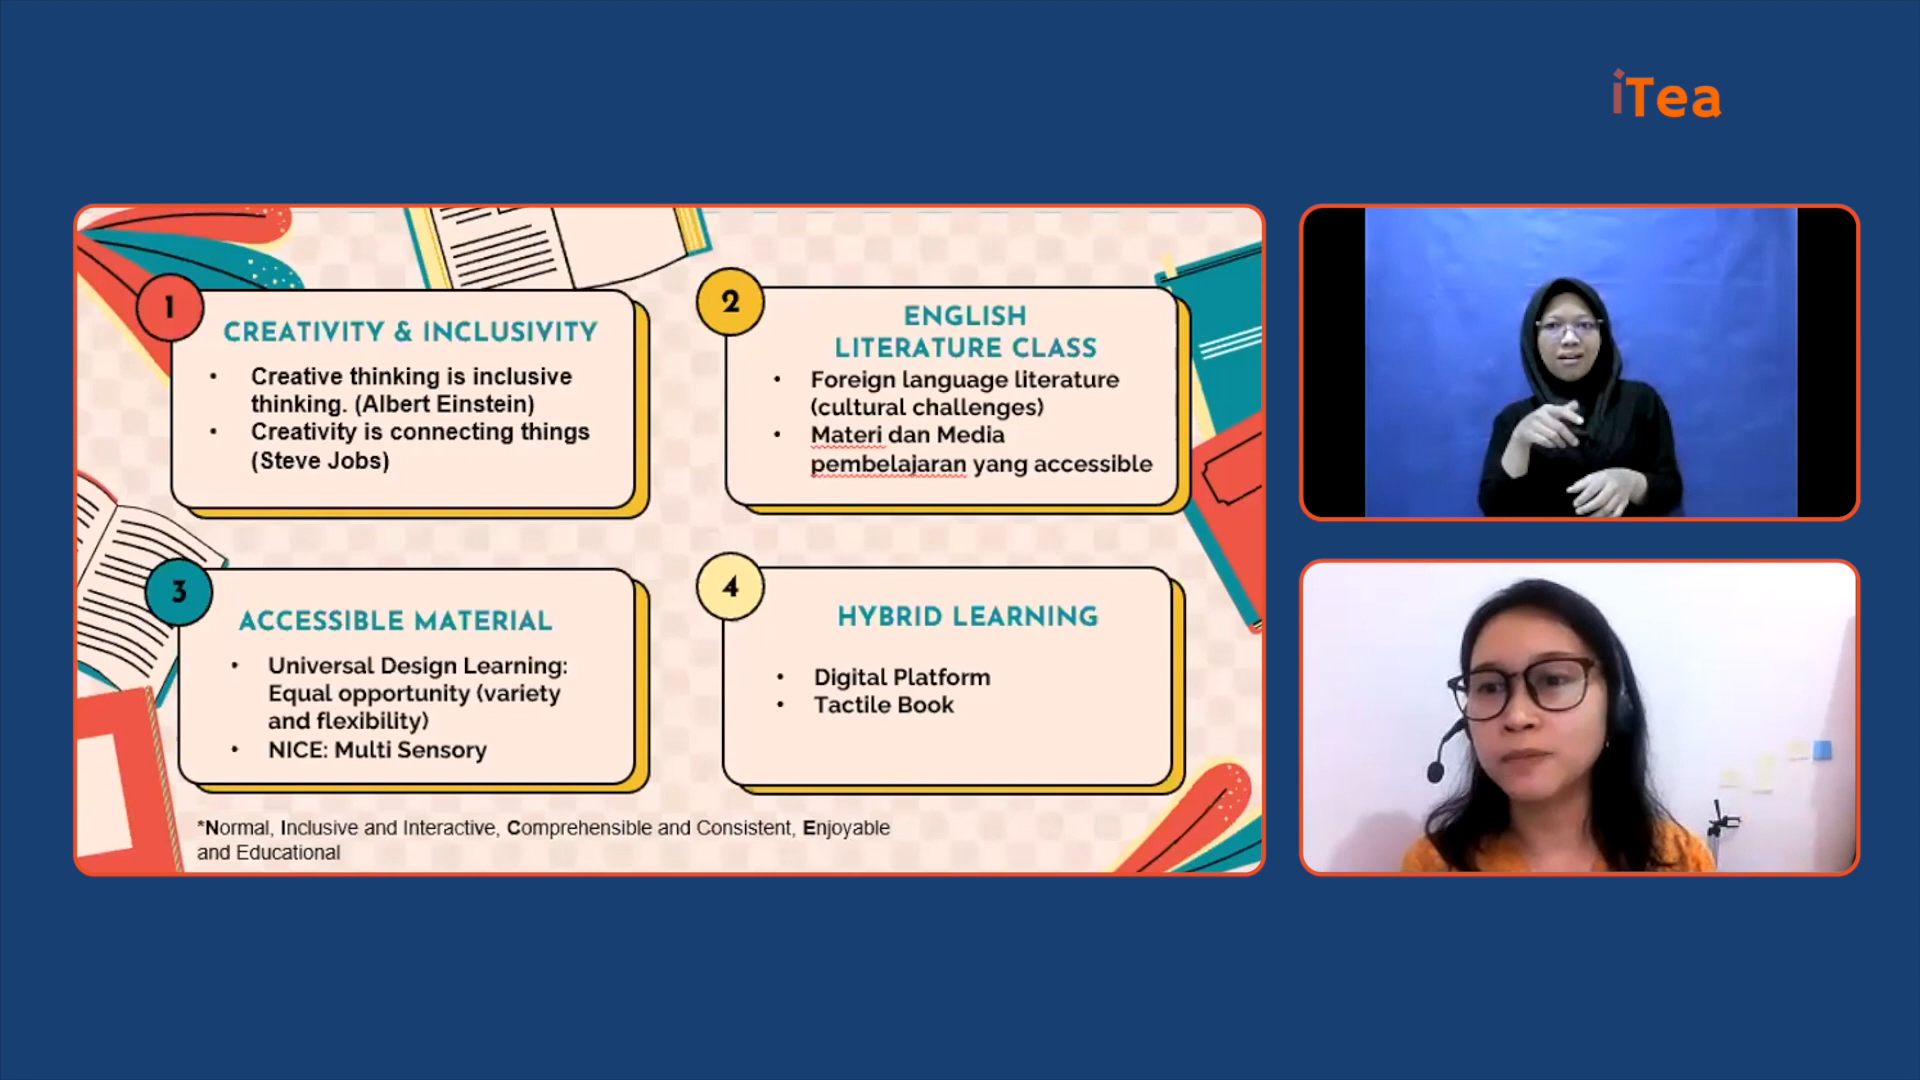 iTea
1
CREATIVITY & INCLUSIVITY
• Creative thinking is inclusive
thinking. (Albert Einstein)
• Creativity is connecting things
(Steve Jobs)
2
ENGLISH
LITERATURE CLASS
• Foreign language literature
(cultural challenges)
• Materi dan Media
pembelajaran yang accessible
3
ACCESSIBLE MATERIAL
• Universal Design Learning:
Equal opportunity (variety
and flexibility)
• NICE: Multi Sensory
4
HYBRID LEARNING
• Digital Platform
• Tactile Book
*Normal, Inclusive and Interactive, Comprehensible and Consistent, Enjoyable
and Educational